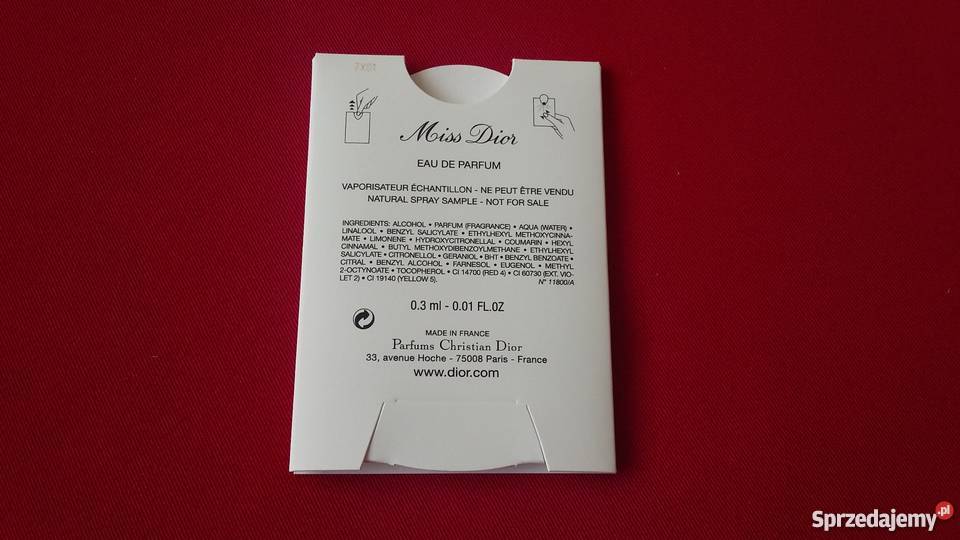 7X01
Miss Dior
EAU DE PARFUM
VAPORISATEUR ÉCHANTILLON - NE PEUT ÊTRE VENDU
NATURAL SPRAY SAMPLE - NOT FOR SALE
INGREDIENTS: ALCOHOL • PARFUM (FRAGRANCE) • AQUA (WATER) •
LINALOOL • BENZYL SALICYLATE • ETHYLHEXYL METHOXYCINNA-
MATE • LIMONENE • HYDROXYCITRONELLAL • COUMARIN • HEXYL
CINNAMAL • BUTYL METHOXYDIBENZOYLMETHANE • ETHYLHEXYL
SALICYLATE • CITRONELLOL • GERANIOL • BHT • BENZYL BENZOATE •
CITRAL • BENZYL ALCOHOL • FARNESOL • EUGENOL • METHYL
2-OCTYNOATE • TOCOPHEROL • CI 14700 (RED 4) • CI 60730 (EXT. VIO-
LET 2) • CI 19140 (YELLOW 5). N° 11800/A
0.3 ml - 0.01 FL.OZ
MADE IN FRANCE
Parfums Christian Dior
33, avenue Hoche - 75008 Paris - France
www.dior.com
Sprzedajemy.pl